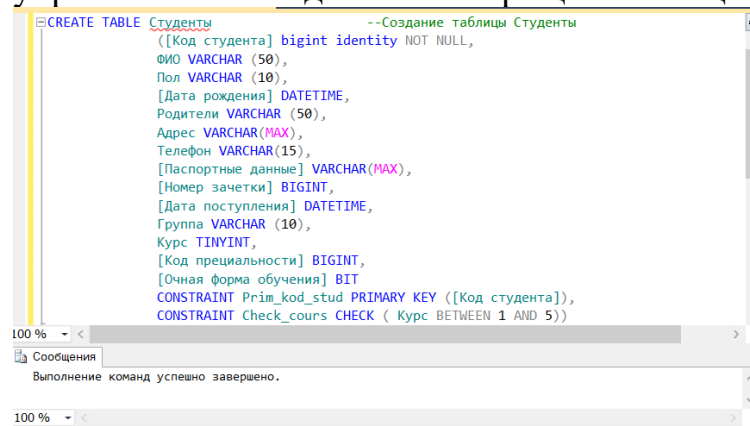 CREATE TABLE Студенты --Создание таблицы Студенты
([Код студента] bigint identity NOT NULL,
ФИО VARCHAR (50),
Пол VARCHAR (10),
[Дата рождения] DATETIME,
Родители VARCHAR (50),
Адрес VARCHAR(MAX),
Телефон VARCHAR(15),
[Паспортные данные] VARCHAR(MAX),
[Номер зачетки] BIGINT,
[Дата поступления] DATETIME,
Группа VARCHAR (10),
Курс TINYINT,
[Код прециальности] BIGINT,
[Очная форма обучения] BIT
CONSTRAINT Prim_kod_stud PRIMARY KEY ([Код студента]),
CONSTRAINT Check_cours CHECK ( Курс BETWEEN 1 AND 5))
100 %
Сообщения
Выполнение команд успешно завершено.
100 %